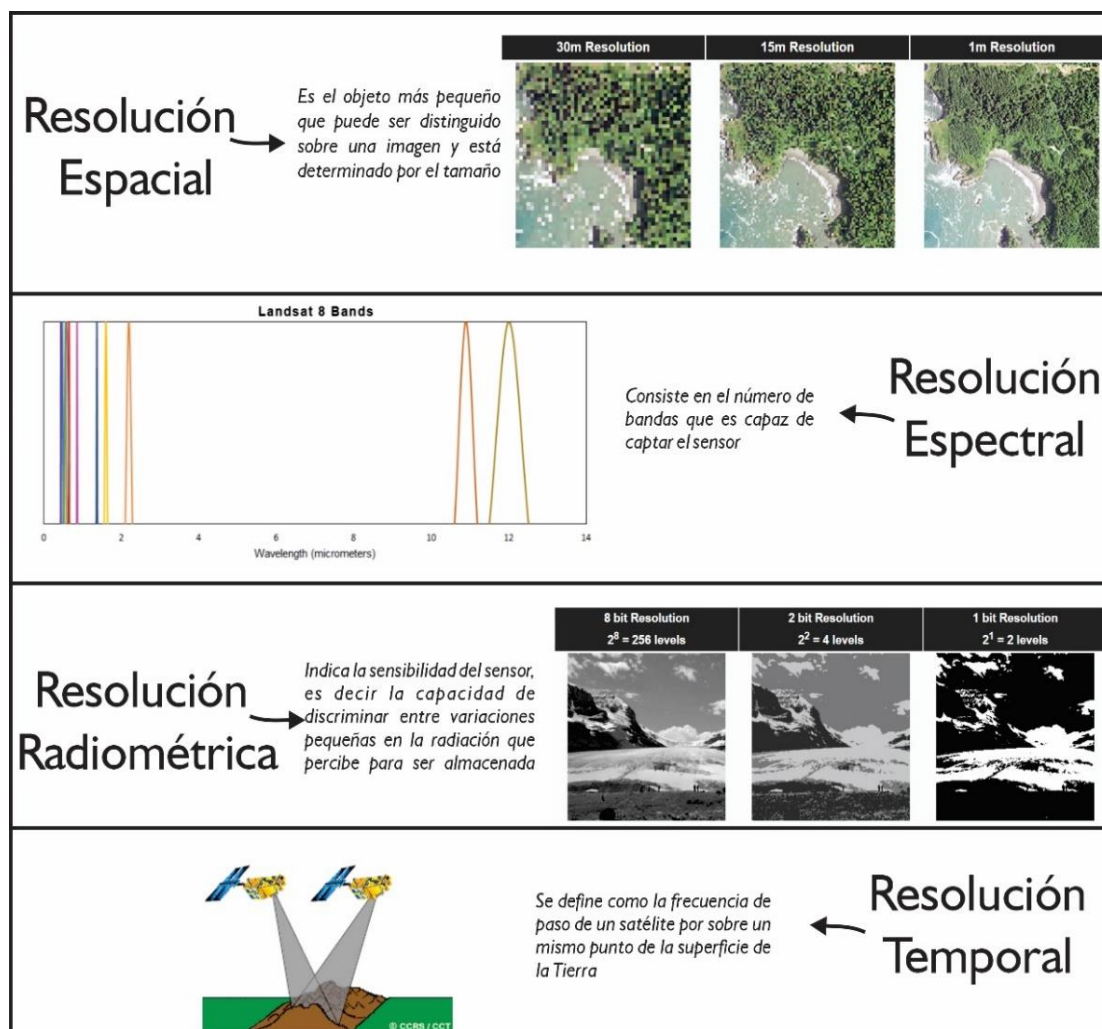 Resolución
Espacial
Es el objeto más pequeño
que puede ser distinguido
sobre una imagen y está
determinado por el tamaño
30m Resolution
15m Resolution
1m Resolution
Landsat 8 Bands
0
2
4
6
8
10
12
14
Wavelength (micrometers)
Consiste en el número de
bandas que es capaz de
captar el sensor
Resolución
Espectral
Resolución
Radiométrica
Indica la sensibilidad del sensor,
es decir la capacidad de
discriminar entre variaciones
pequeñas en la radiación que
percibe para ser almacenada
8 bit Resolution
2⁸ = 256 levels
2 bit Resolution
2² = 4 levels
1 bit Resolution
2¹ = 2 levels
© CCRS / CCT
Se define como la frecuencia de
paso de un satélite por sobre un
mismo punto de la superficie de
la Tierra
Resolución
Temporal